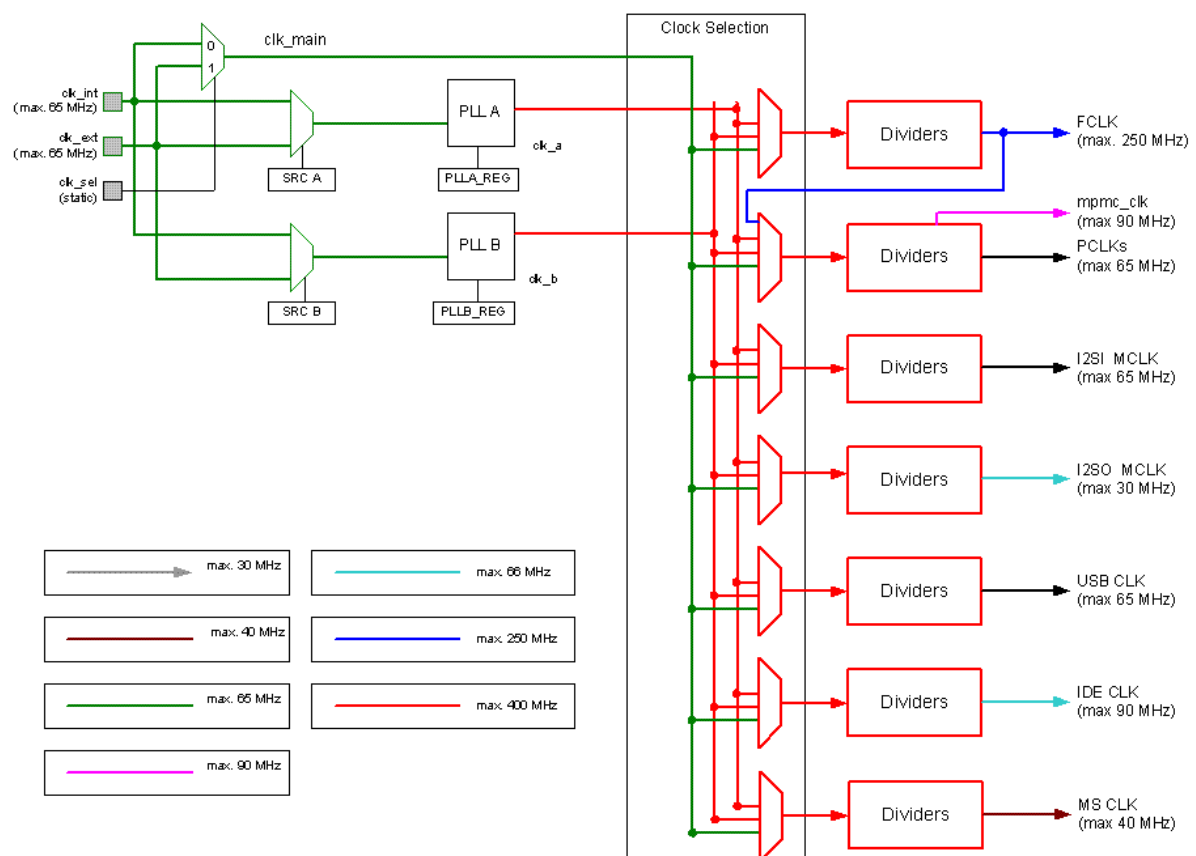 Clock Selection
0
1
clk_main
clk_int
(max. 65 MHz)
clk_ext
(max. 65 MHz)
clk_sel
(static)
PLL A
clk_a
SRC A
PLLA_REG
PLL B
clk_b
SRC B
PLLB_REG
Dividers
FCLK
(max. 250 MHz)
mpmc_clk
(max 90 MHz)
Dividers
PCLKs
(max 65 MHz)
Dividers
I2SI MCLK
(max 65 MHz)
Dividers
I2SO MCLK
(max 30 MHz)
Dividers
USB CLK
(max 65 MHz)
Dividers
IDE CLK
(max 90 MHz)
Dividers
MS CLK
(max 40 MHz)
max. 30 MHz
max. 66 MHz
max. 40 MHz
max. 250 MHz
max. 65 MHz
max. 400 MHz
max. 90 MHz